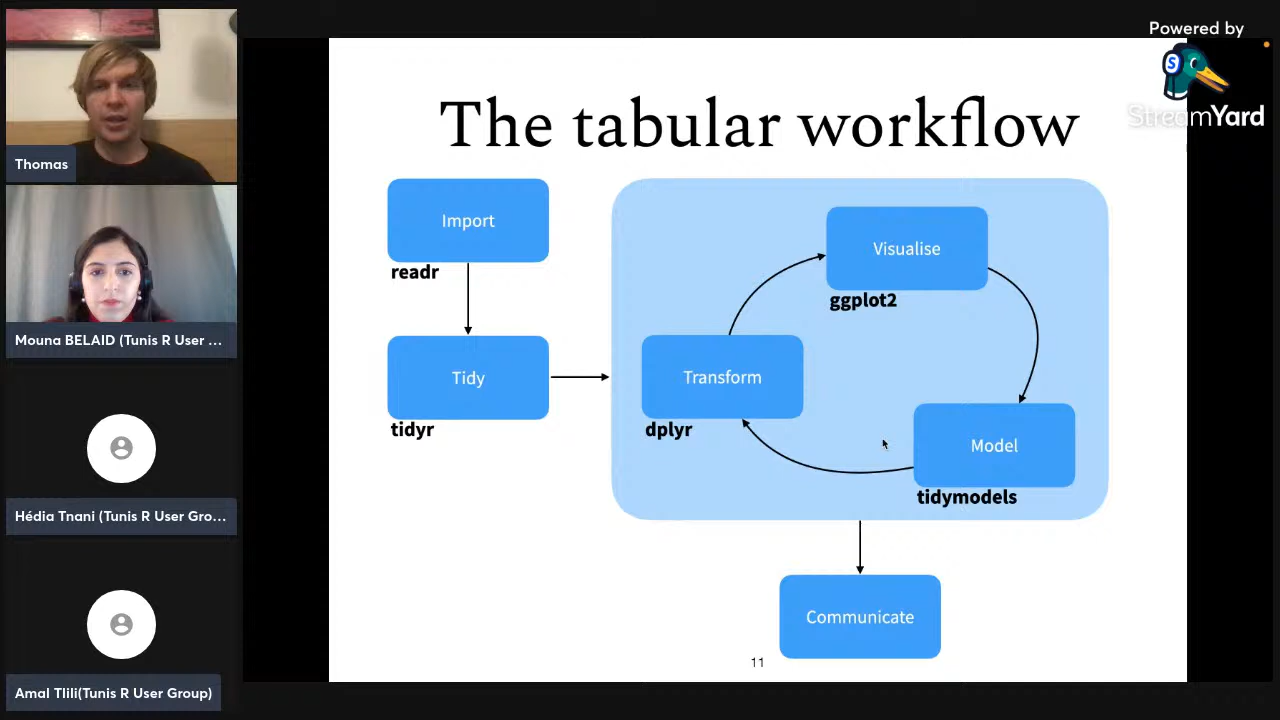 Powered by
StreamYard
Thomas
Mouna BELAID (Tunis R User ...
Hédia Tnani (Tunis R User Gro...
Amal Tlili(Tunis R User Group)
The tabular workflow
Import
readr
Tidy
tidyr
Visualise
ggplot2
Transform
dplyr
Model
tidymodels
Communicate
11